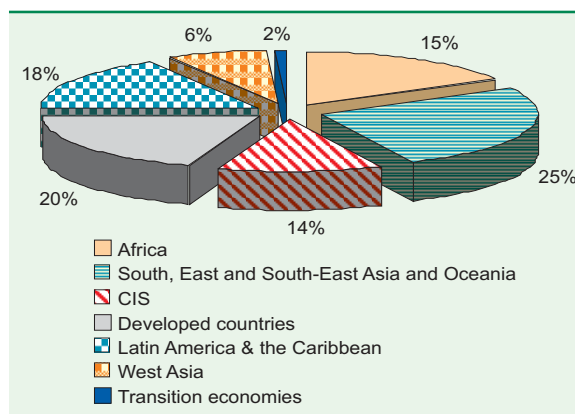 6%
2%
15%
18%
25%
20%
14%
Africa
South, East and South-East Asia and Oceania
CIS
Developed countries
Latin America & the Caribbean
West Asia
Transition economies